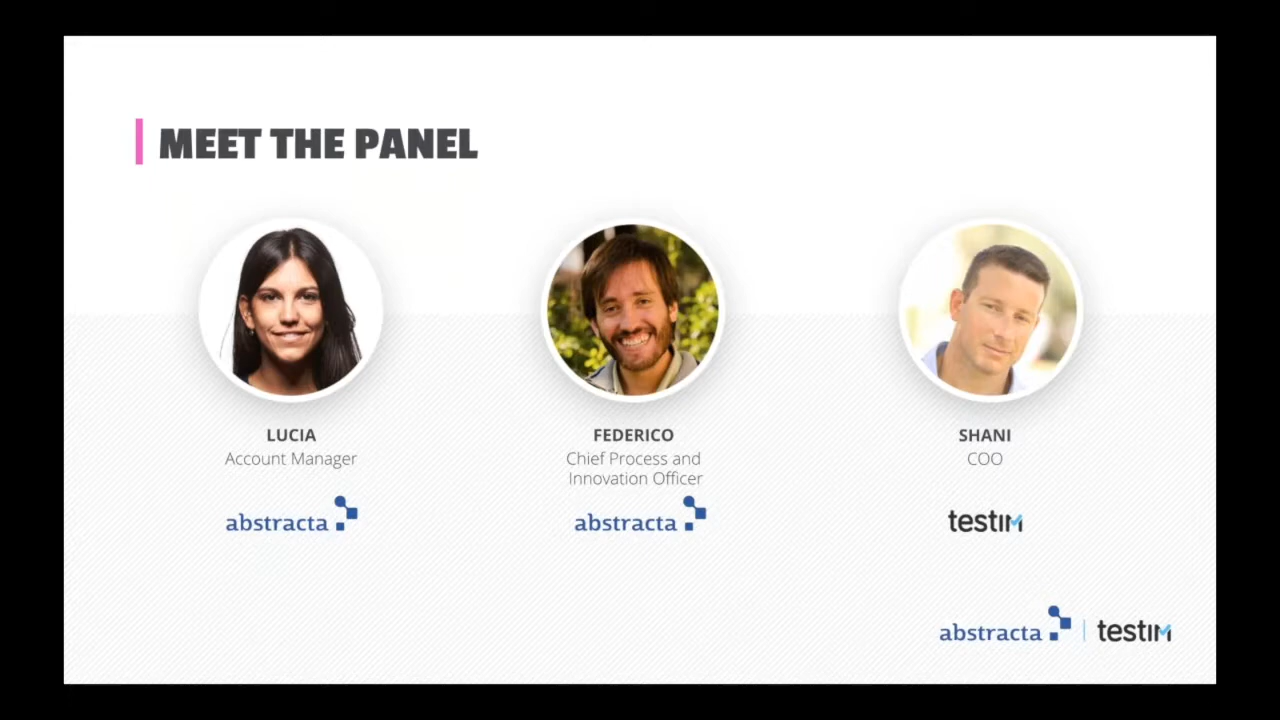 MEET THE PANEL
LUCIA
Account Manager
abstracta
FEDERICO
Chief Process and
Innovation Officer
abstracta
SHANI
COO
testim
abstracta | testim